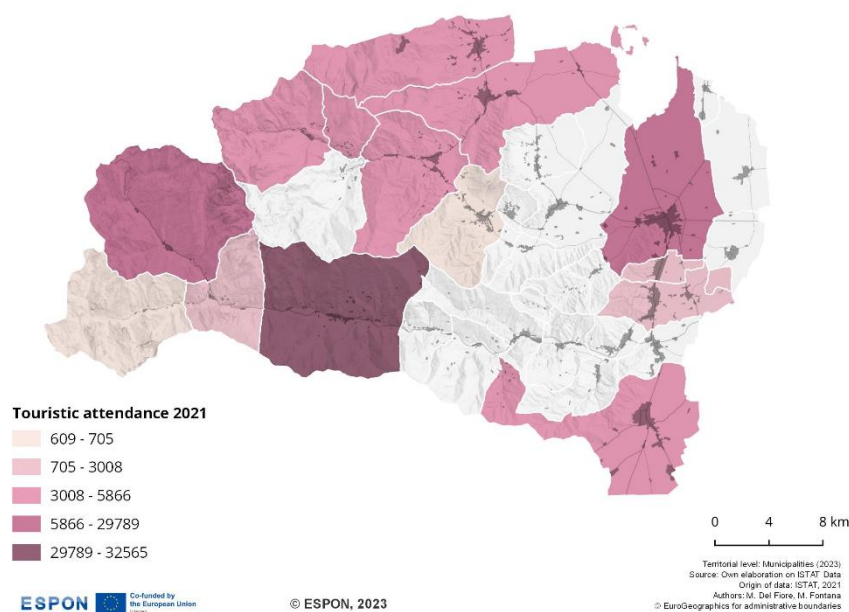 Touristic attendance 2021
609 - 705
705 - 3008
3008 - 5866
5866 - 29789
29789 - 32565
0 4 8 km
Territorial level: Municipalities (2023)
Source: Own elaboration on ISTAT Data
Origin of data: ISTAT, 2021
Authors: M. Del Fiore, M. Fontana
© EuroGeographics for administrative boundaries
ESPON
Co-funded by
the European Union
© ESPON, 2023